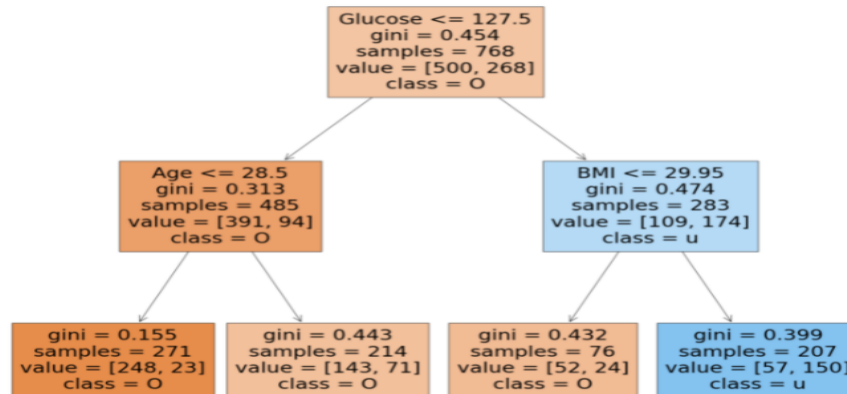 Glucose <= 127.5
gini = 0.454
samples = 768
value = [500, 268]
class = O
Age <= 28.5
gini = 0.313
samples = 485
value = [391, 94]
class = O
BMI <= 29.95
gini = 0.474
samples = 283
value = [109, 174]
class = u
gini = 0.155
samples = 271
value = [248, 23]
class = O
gini = 0.443
samples = 214
value = [143, 71]
class = O
gini = 0.432
samples = 76
value = [52, 24]
class = O
gini = 0.399
samples = 207
value = [57, 150]
class = u